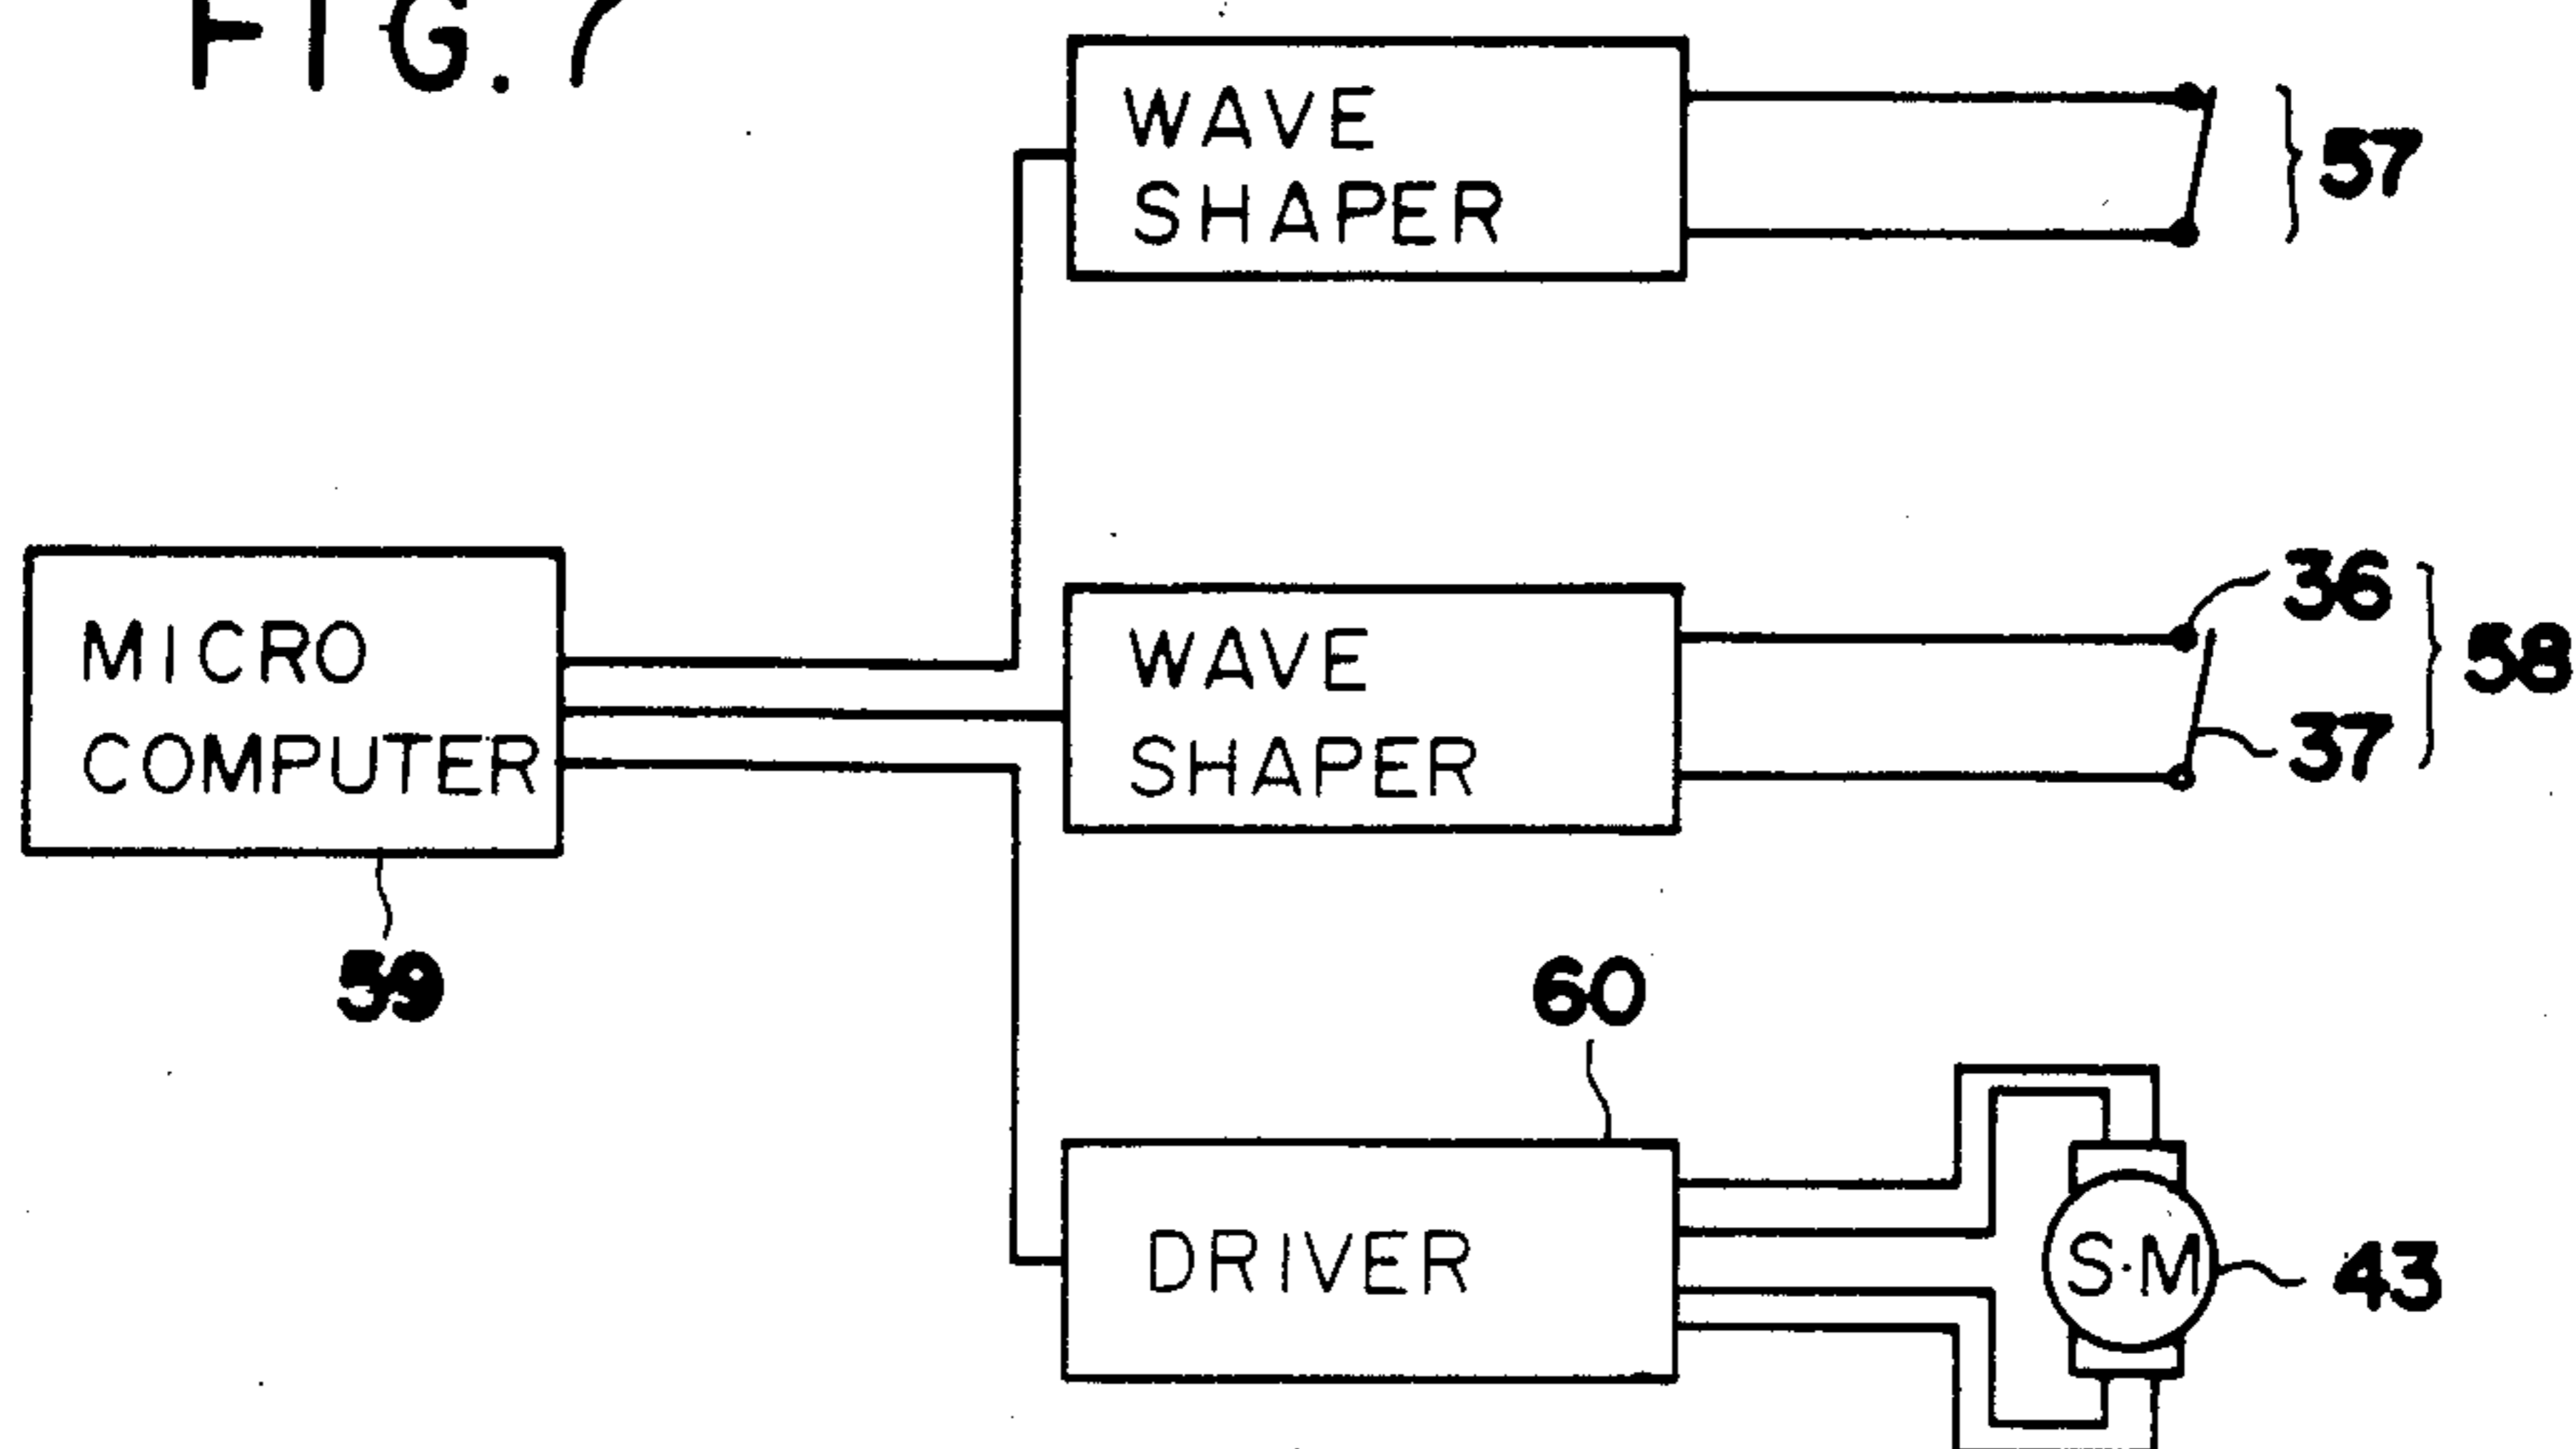 FIG. 7
WAVE
SHAPER
57
MICRO
COMPUTER
59
WAVE
SHAPER
36
37
58
60
DRIVER
S·M
43